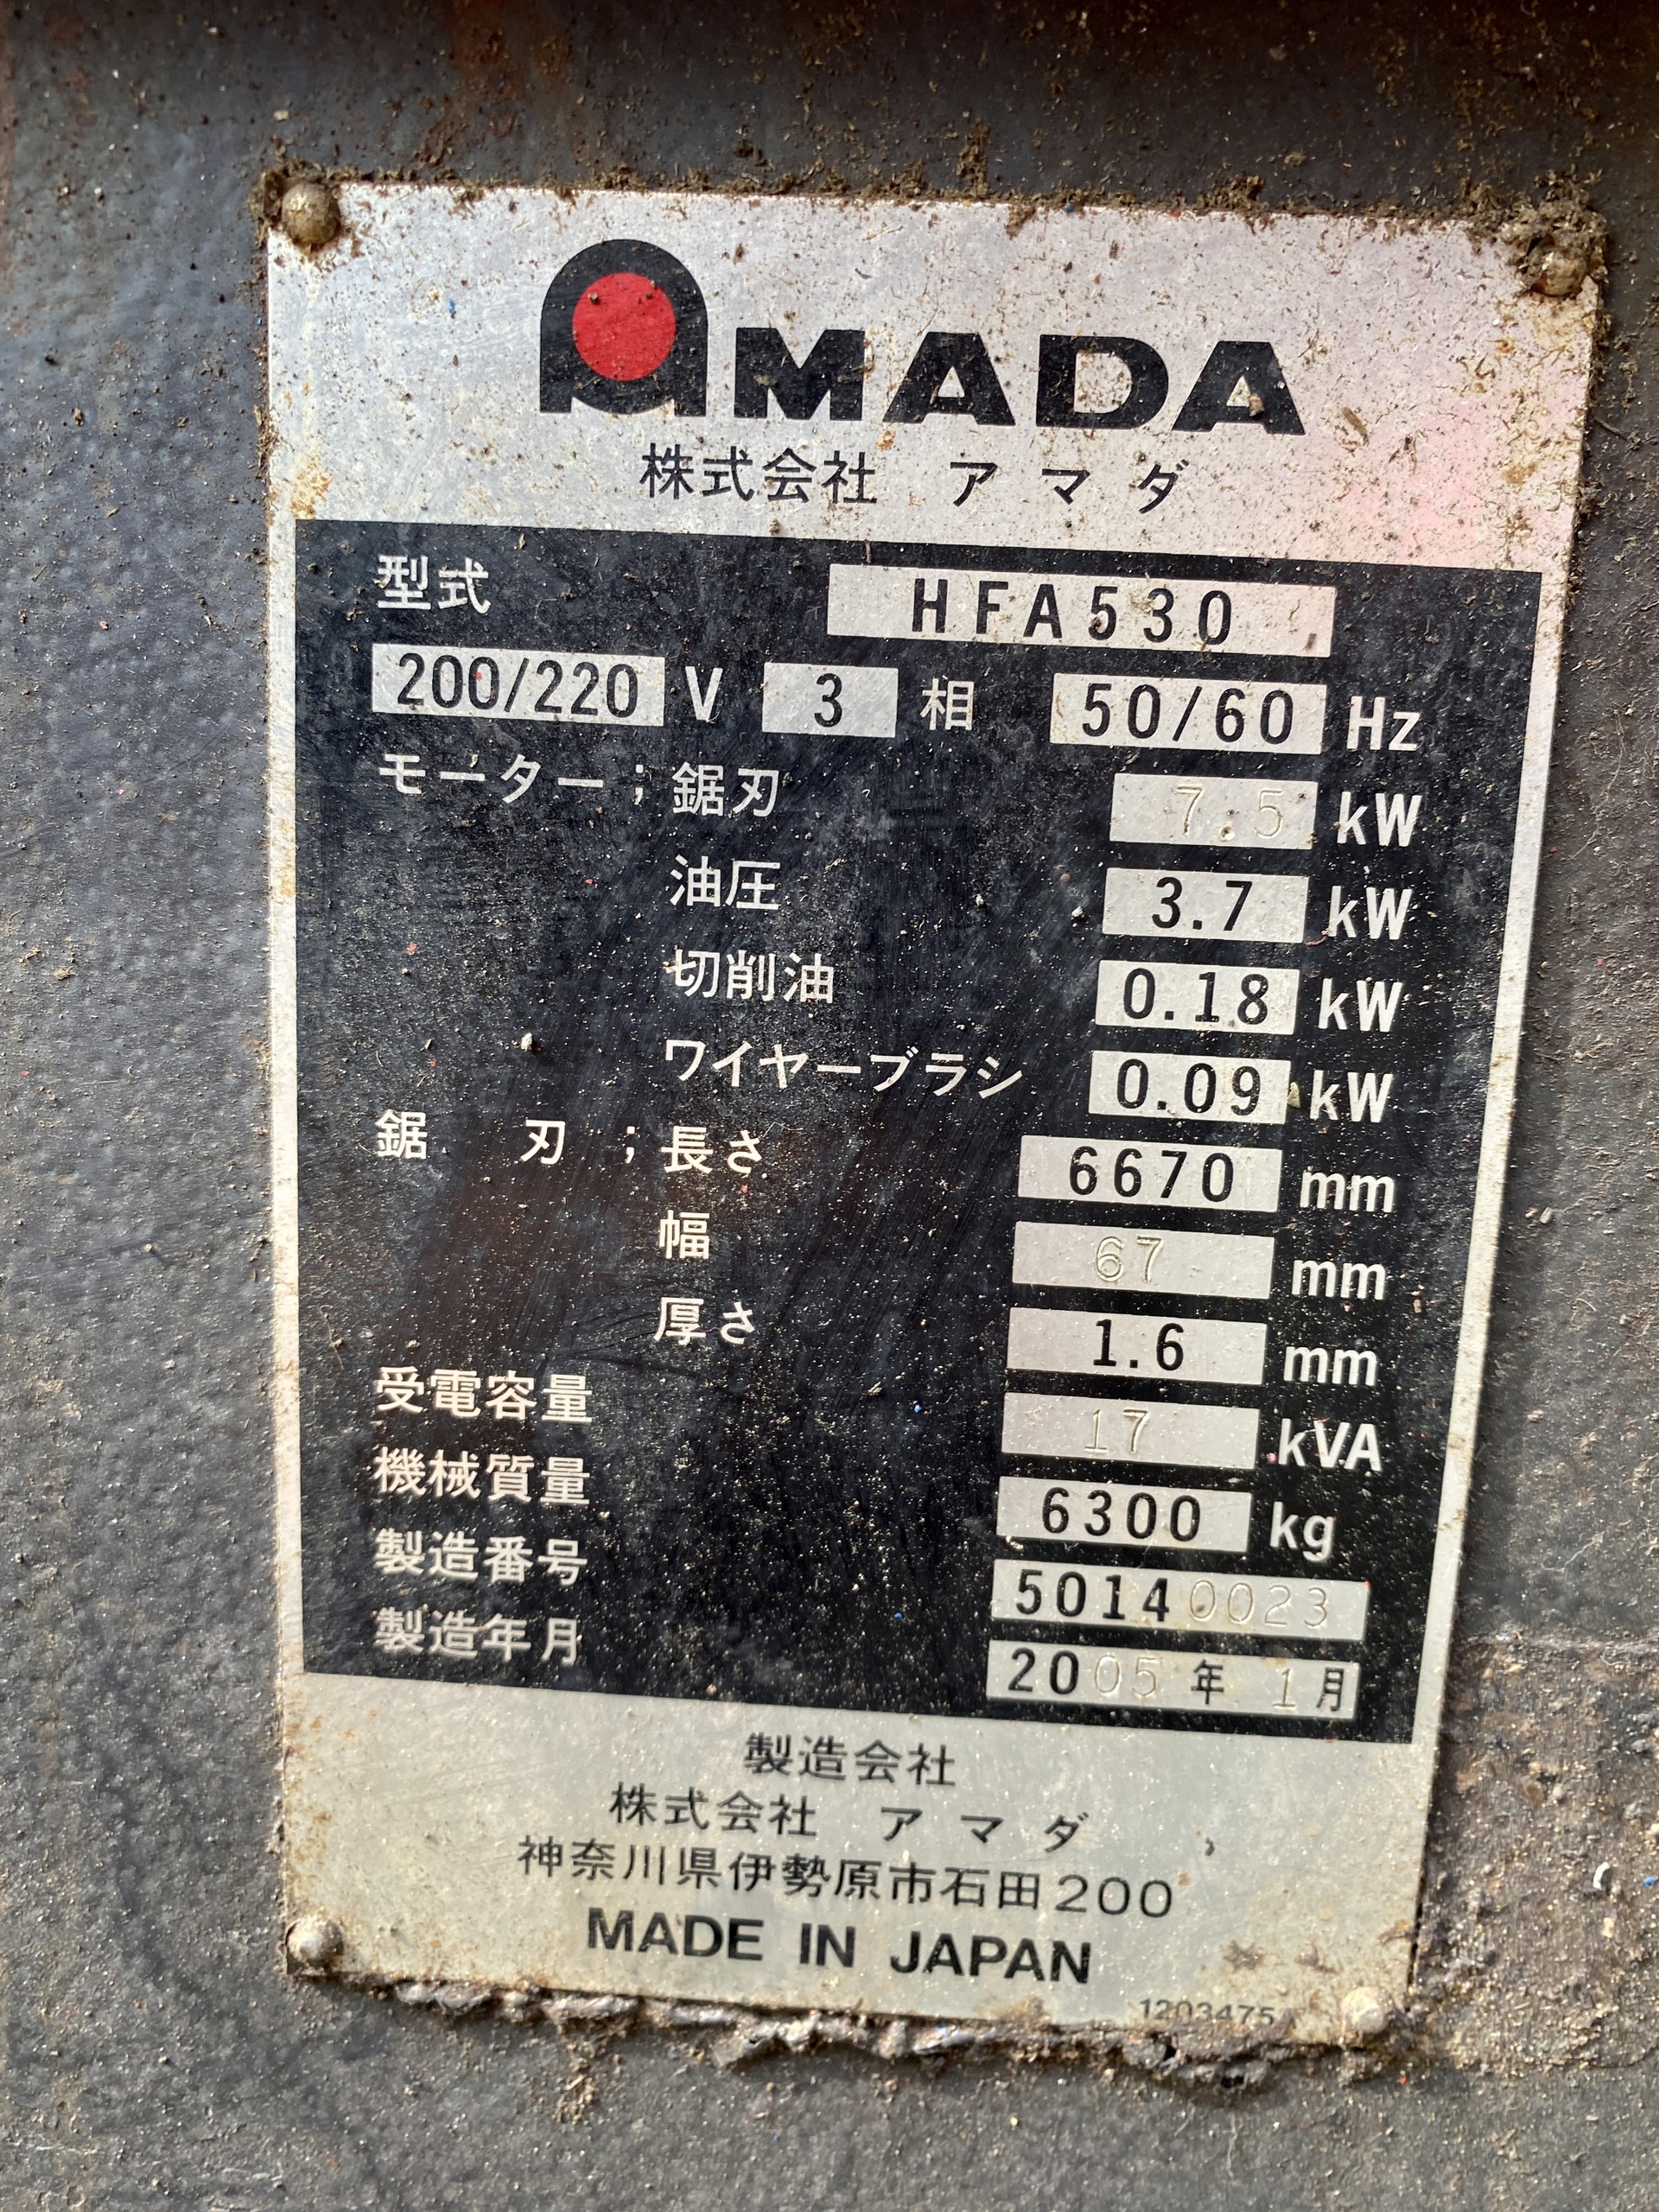 AMADA
株式会社 アマダ
型式 HFA530
200/220 V 3 相 50/60 Hz
モーター；鋸刃 7.5 kW
油圧 3.7 kW
切削油 0.18 kW
ワイヤーブラシ 0.09 kW
鋸 刃 ；長さ 6670 mm
幅 67 mm
厚さ 1.6 mm
受電容量 17 kVA
機械質量 6300 kg
製造番号 50140023
製造年月 2005 年 1 月
製造会社
株式会社 アマダ
神奈川県伊勢原市石田200
MADE IN JAPAN